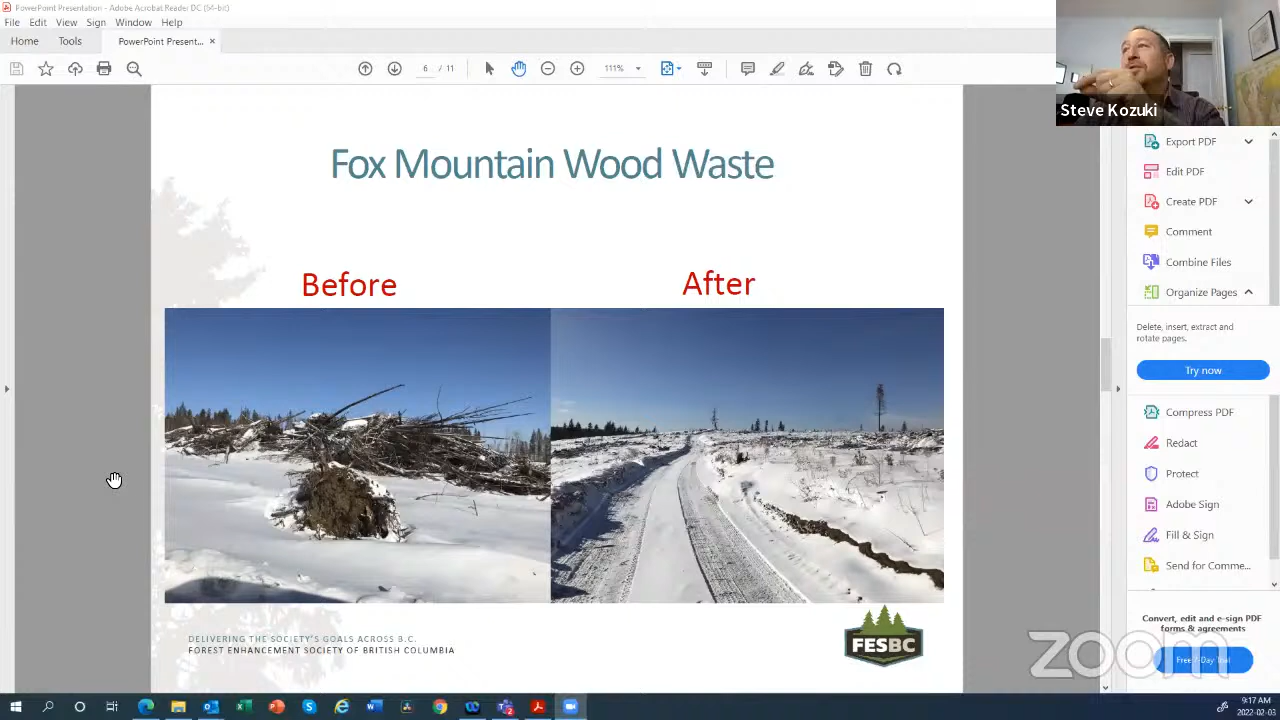 PowerPoint Presentation - Adobe Acrobat Reader DC (64-bit)
File Edit View Sign Window Help
Home Tools PowerPoint Present... ×
6 / 11 111%
Steve Kozuki
Fox Mountain Wood Waste
Before After
DELIVERING THE SOCIETY'S GOALS ACROSS B.C.
FOREST ENHANCEMENT SOCIETY OF BRITISH COLUMBIA
FESBC
Export PDF
Edit PDF
Create PDF
Comment
Combine Files
Organize Pages
Delete, insert, extract and
rotate pages.
Try now
Compress PDF
Redact
Protect
Adobe Sign
Fill & Sign
Send for Comme...
Convert, edit and e-sign PDF
forms & agreements
Free 7-Day Trial
zoom
9:17 AM
2022-02-03